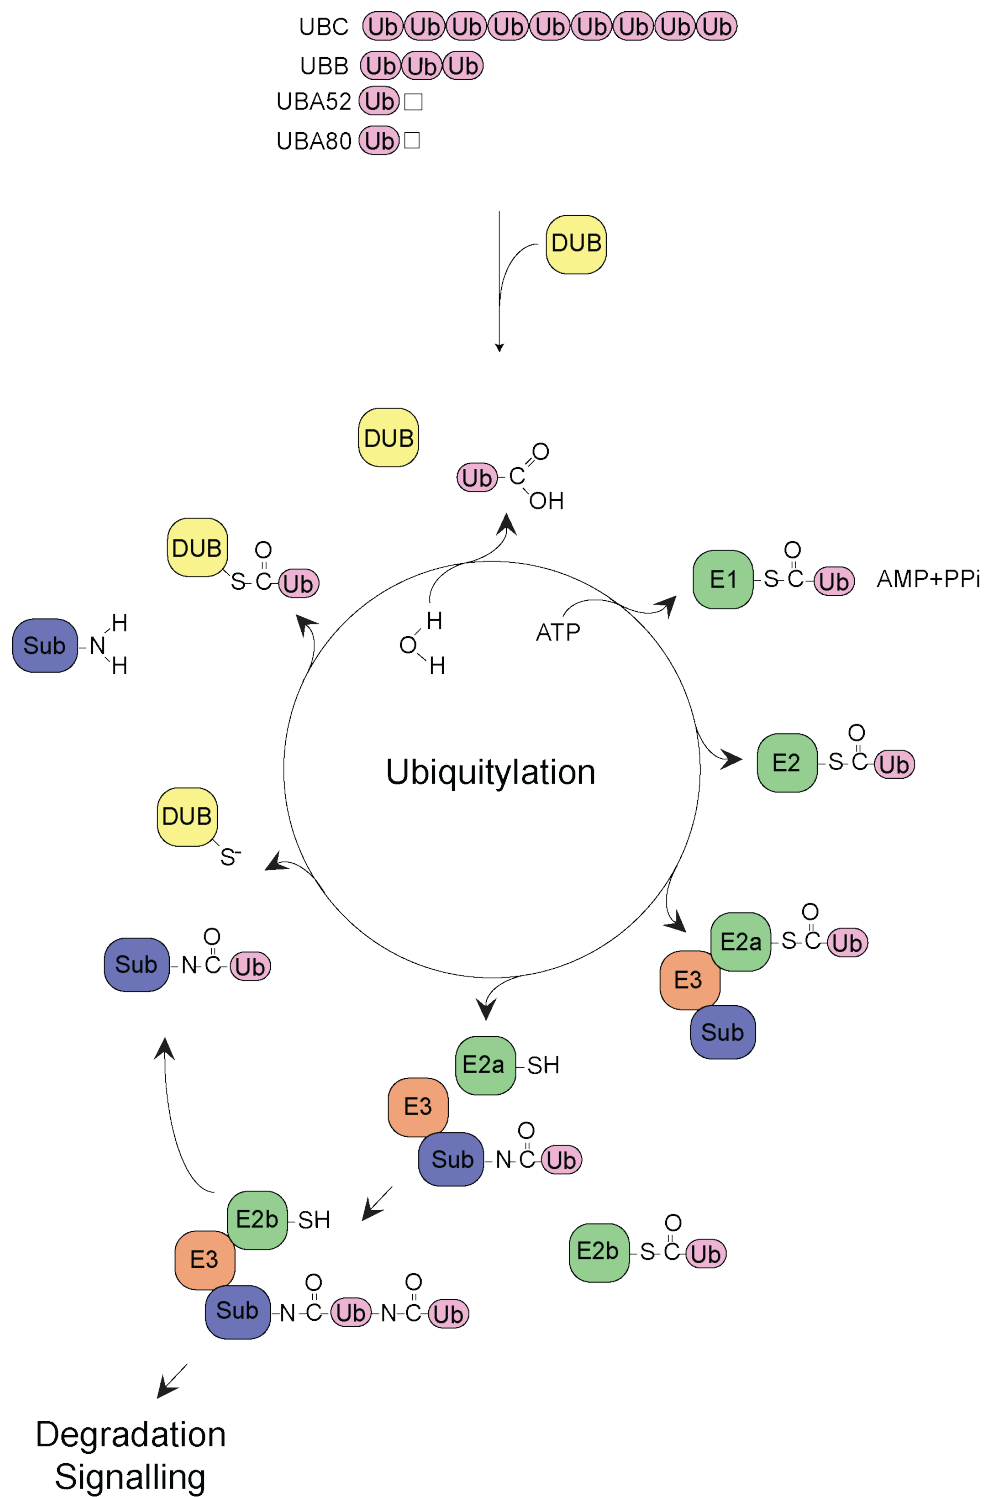 UBC Ub Ub Ub Ub Ub Ub Ub Ub Ub
UBB Ub Ub Ub
UBA52 Ub
UBA80 Ub
DUB
DUB
Ub C O OH
DUB S C O Ub
H O H
ATP
E1 S C O Ub AMP+PPi
Sub N H H
E2 S C O Ub
Ubiquitylation
DUB S-
E2a S C O Ub
E3
Sub
Sub N C O Ub
E2a SH
E3
Sub N C O Ub
E2b SH
E3
Sub N C O Ub N C O Ub
E2b S C O Ub
Degradation
Signalling